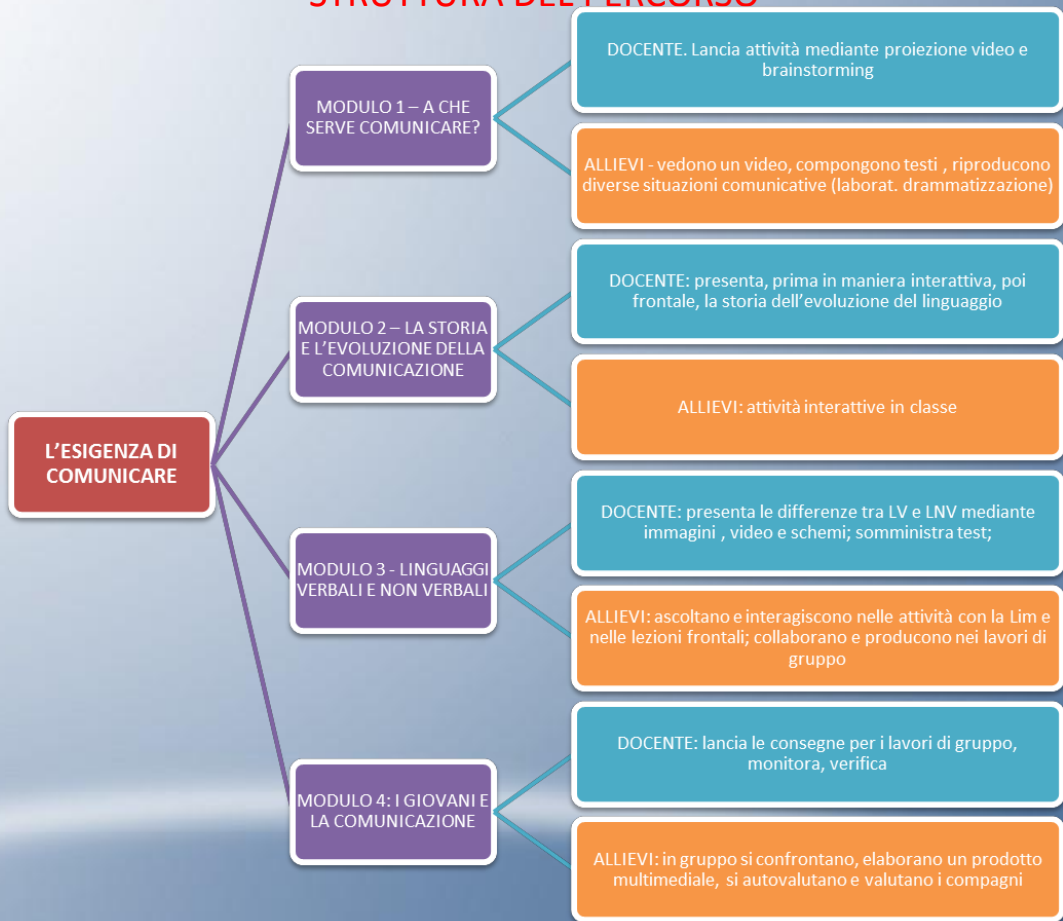 STRUTTURA DEL PERCORSO
DOCENTE. Lancia attività mediante proiezione video e
brainstorming
MODULO 1 – A CHE
SERVE COMUNICARE?
ALLIEVI - vedono un video, compongono testi , riproducono
diverse situazioni comunicative (laborat. drammatizzazione)
DOCENTE: presenta, prima in maniera interattiva, poi
frontale, la storia dell’evoluzione del linguaggio
MODULO 2 – LA STORIA
E L’EVOLUZIONE DELLA
COMUNICAZIONE
ALLIEVI: attività interattive in classe
L’ESIGENZA DI
COMUNICARE
DOCENTE: presenta le differenze tra LV e LNV mediante
immagini , video e schemi; somministra test;
MODULO 3 - LINGUAGGI
VERBALI E NON VERBALI
ALLIEVI: ascoltano e interagiscono nelle attività con la Lim e
nelle lezioni frontali; collaborano e producono nei lavori di
gruppo
DOCENTE: lancia le consegne per i lavori di gruppo,
monitora, verifica
MODULO 4: I GIOVANI E
LA COMUNICAZIONE
ALLIEVI: in gruppo si confrontano, elaborano un prodotto
multimediale, si autovalutano e valutano i compagni